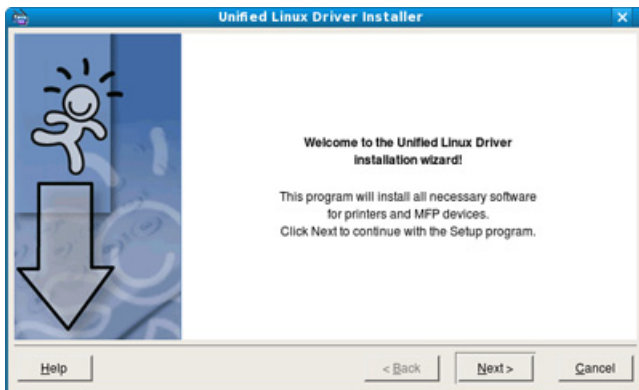 Unified Linux Driver Installer
Welcome to the Unified Linux Driver
installation wizard!
This program will install all necessary software
for printers and MFP devices.
Click Next to continue with the Setup program.
Help
< Back
Next >
Cancel